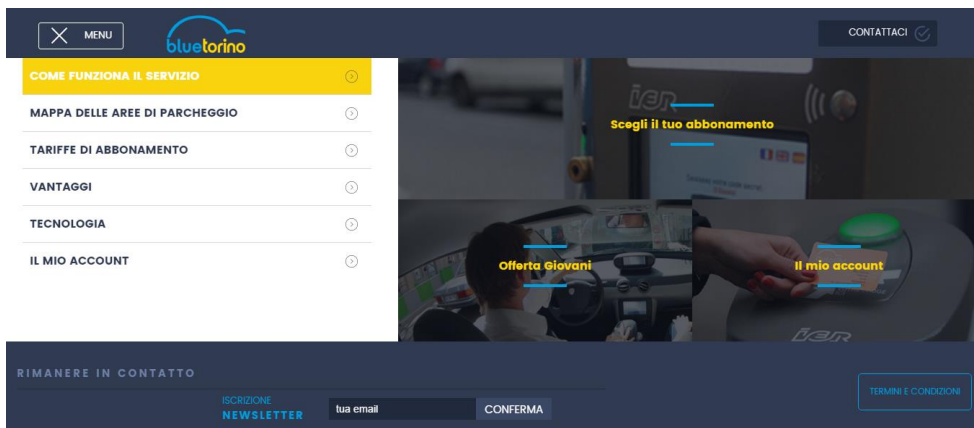 MENU
bluetorino
CONTATTACI
COME FUNZIONA IL SERVIZIO
MAPPA DELLE AREE DI PARCHEGGIO
TARIFFE DI ABBONAMENTO
VANTAGGI
TECNOLOGIA
IL MIO ACCOUNT
IER
Scegli il tuo abbonamento
Offerta Giovani
Il mio account
IER
RIMANERE IN CONTATTO
ISCRIZIONE
NEWSLETTER
tua email
CONFERMA
TERMINI E CONDIZIONI